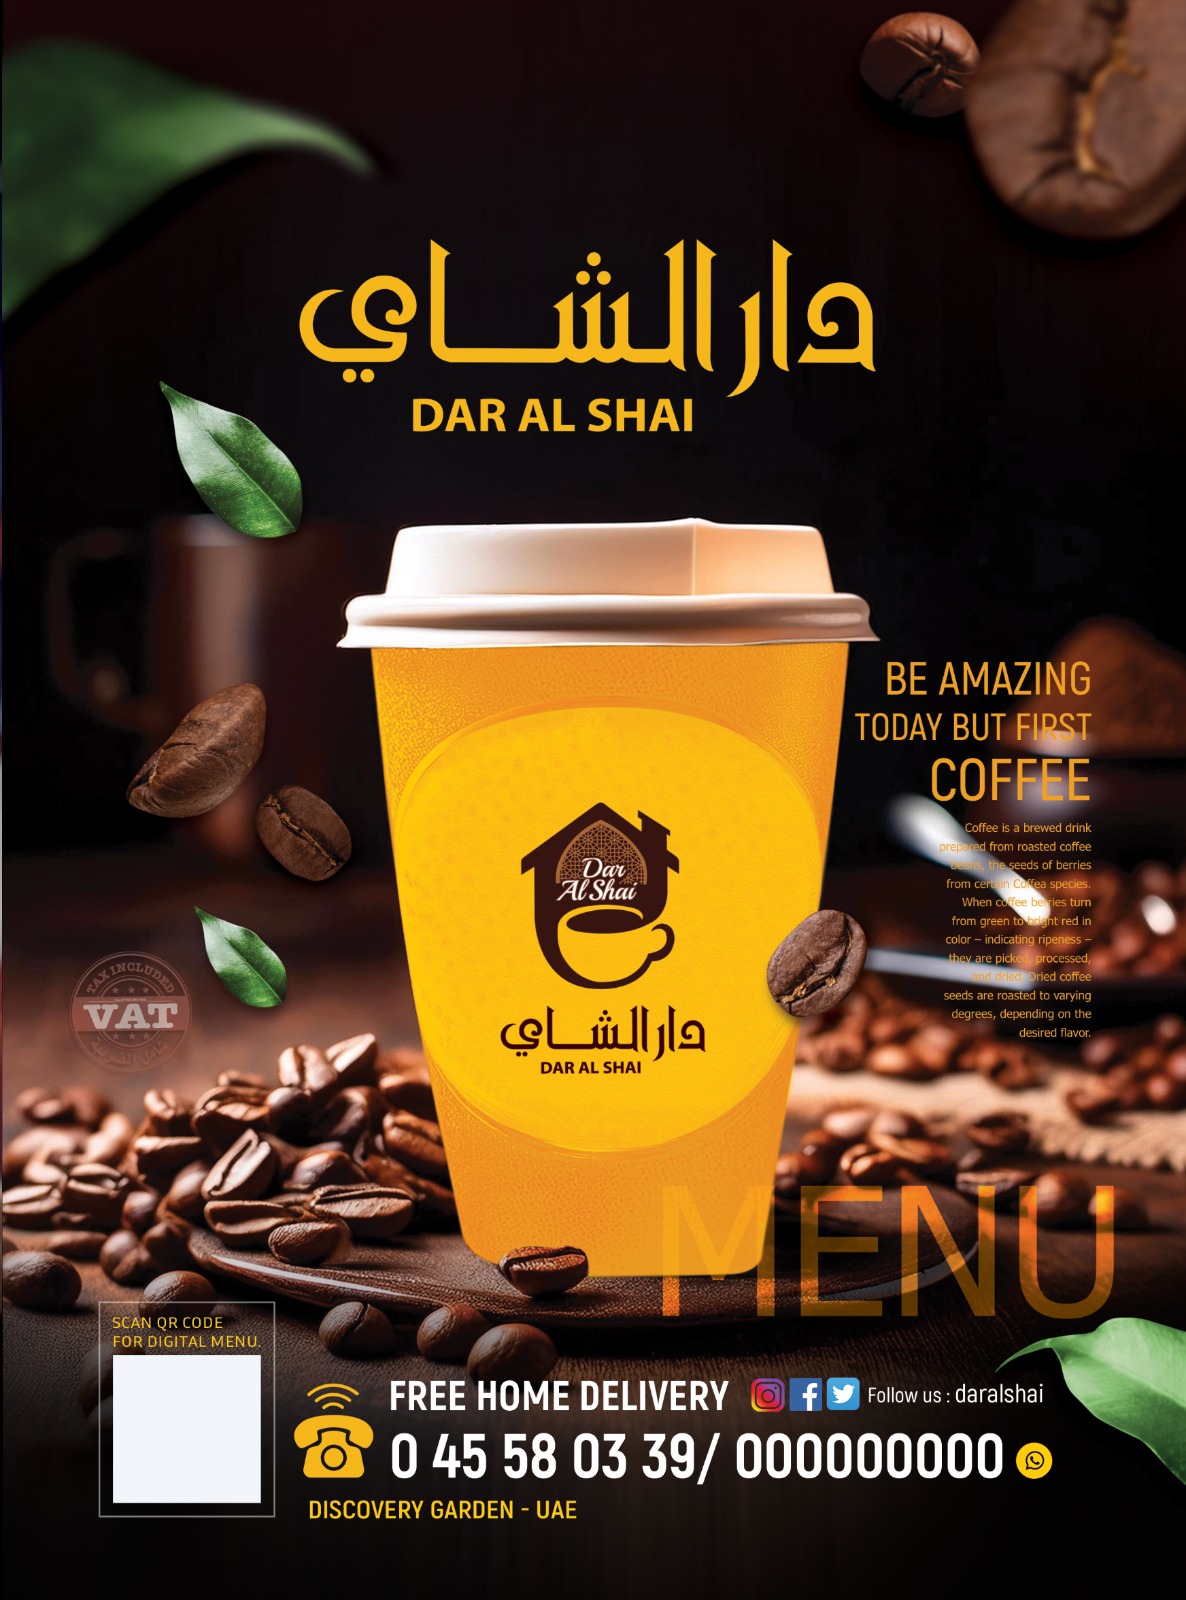 دار الشاي
DAR AL SHAI
BE AMAZING
TODAY BUT FIRST
COFFEE
Coffee is a brewed drink
prepared from roasted coffee
beans, the seeds of berries
from certain Coffea species.
When coffee berries turn
from green to bright red in
color – indicating ripeness –
they are picked, processed,
and dried. Dried coffee
seeds are roasted to varying
degrees, depending on the
desired flavor.
Dar
Al Shai
دار الشاي
DAR AL SHAI
TAX INCLUDED
VAT
MENU
SCAN QR CODE
FOR DIGITAL MENU.
FREE HOME DELIVERY
Follow us : daralshai
0 45 58 03 39/ 000000000
DISCOVERY GARDEN - UAE